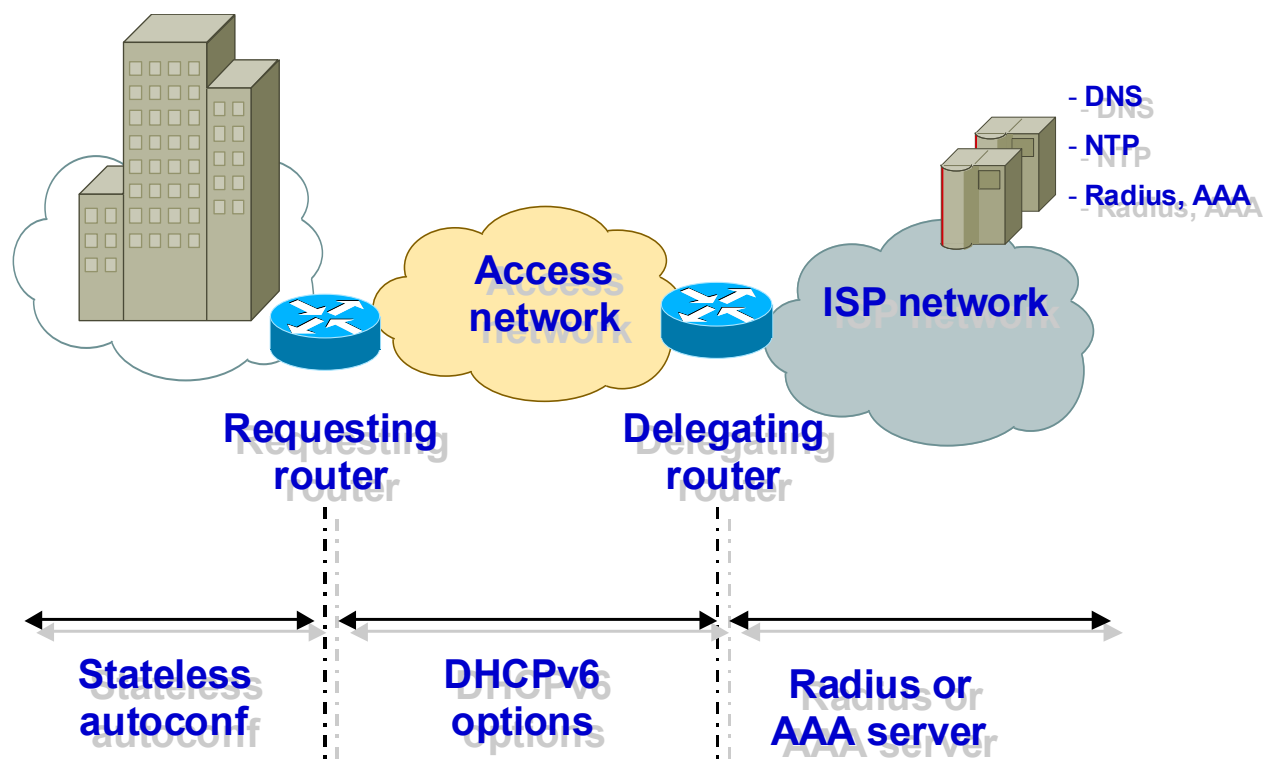 - DNS
- NTP
- Radius, AAA
Access
network
ISP network
Requesting
router
Delegating
router
Stateless
autoconf
DHCPv6
options
Radius or
AAA server